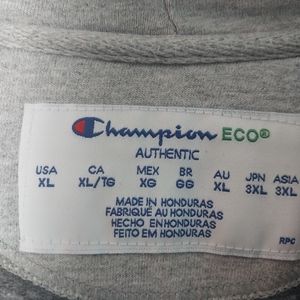 Champion ECO®
AUTHENTIC
USA CA MEX BR AU JPN ASIA
XL XL/TG XG GG XL 3XL 3XL
MADE IN HONDURAS
FABRIQUÉ AU HONDURAS
HECHO EN HONDURAS
FEITO EM HONDURAS
RPC